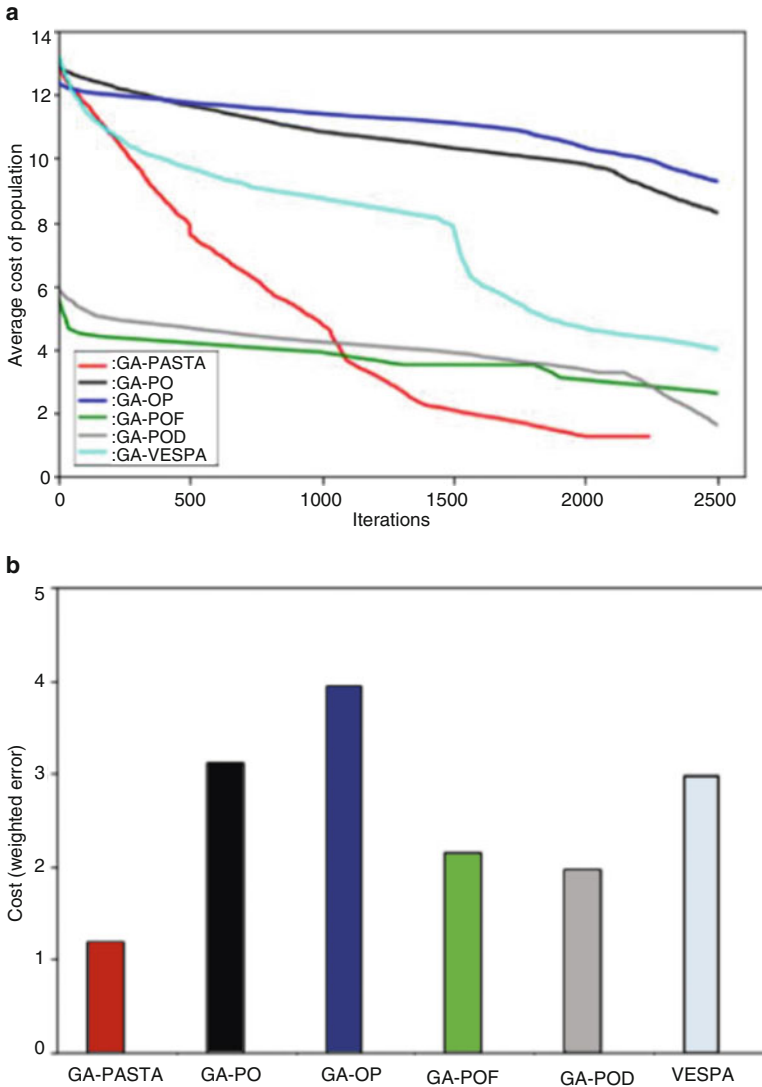 a
14
12
10
8
6
4
2
0
Average cost of population
:GA-PASTA
:GA-PO
:GA-OP
:GA-POF
:GA-POD
:GA-VESPA
0 500 1000 1500 2000 2500
Iterations
b
5
4
3
2
1
0
Cost (weighted error)
GA-PASTA GA-PO GA-OP GA-POF GA-POD VESPA